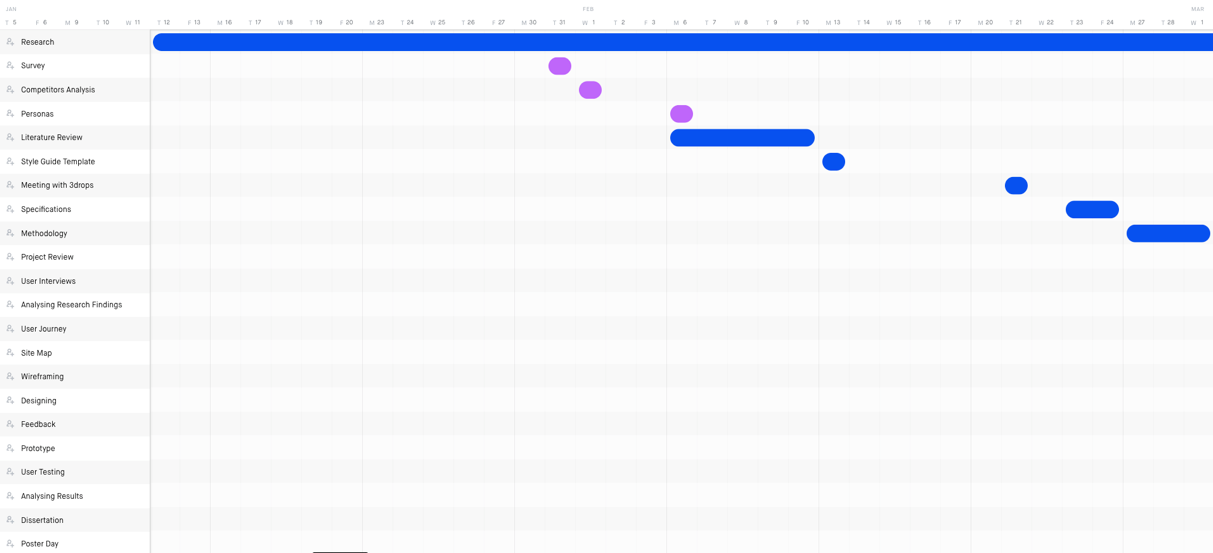 JAN FEB MAR
T 5 F 6 M 9 T 10 W 11 T 12 F 13 M 16 T 17 W 18 T 19 F 20 M 23 T 24 W 25 T 26 F 27 M 30 T 31 W 1 T 2 F 3 M 6 T 7 W 8 T 9 F 10 M 13 T 14 W 15 T 16 F 17 M 20 T 21 W 22 T 23 F 24 M 27 T 28 W 1
Research
Survey
Competitors Analysis
Personas
Literature Review
Style Guide Template
Meeting with 3drops
Specifications
Methodology
Project Review
User Interviews
Analysing Research Findings
User Journey
Site Map
Wireframing
Designing
Feedback
Prototype
User Testing
Analysing Results
Dissertation
Poster Day